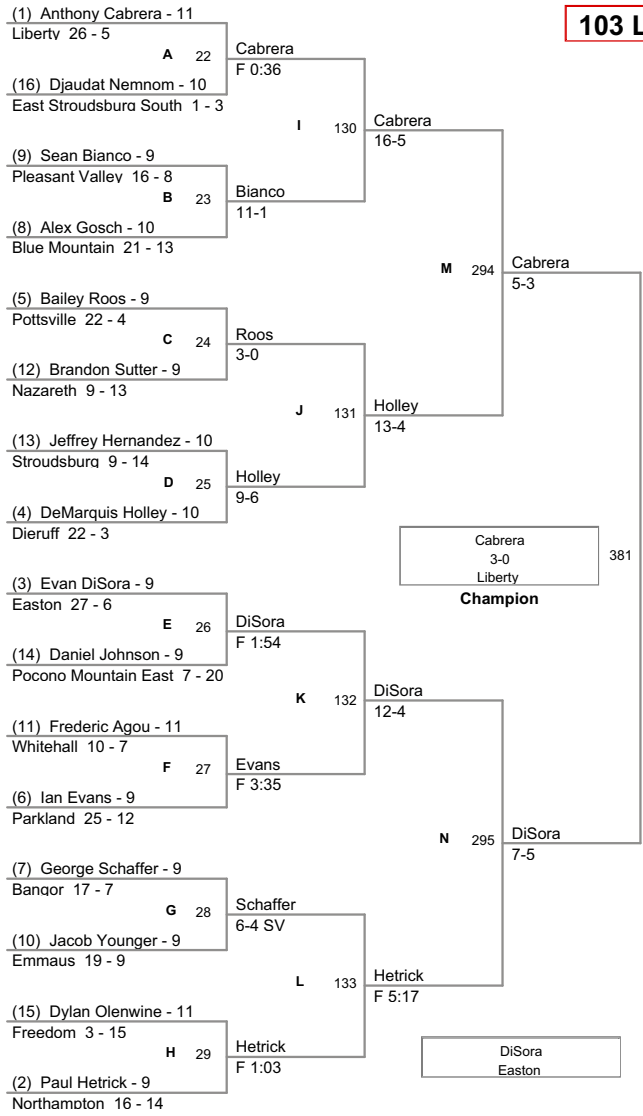 103 L
(1) Anthony Cabrera - 11
Liberty 26 - 5
A 22
Cabrera
F 0:36
(16) Djaudat Nemnom - 10
East Stroudsburg South 1 - 3
I 130
Cabrera
16-5
(9) Sean Bianco - 9
Pleasant Valley 16 - 8
B 23
Bianco
11-1
(8) Alex Gosch - 10
Blue Mountain 21 - 13
M 294
Cabrera
5-3
(5) Bailey Roos - 9
Pottsville 22 - 4
C 24
Roos
3-0
(12) Brandon Sutter - 9
Nazareth 9 - 13
J 131
Holley
13-4
(13) Jeffrey Hernandez - 10
Stroudsburg 9 - 14
D 25
Holley
9-6
(4) DeMarquis Holley - 10
Dieruff 22 - 3
Cabrera
3-0
Liberty
381
Champion
(3) Evan DiSora - 9
Easton 27 - 6
E 26
DiSora
F 1:54
(14) Daniel Johnson - 9
Pocono Mountain East 7 - 20
K 132
DiSora
12-4
(11) Frederic Agou - 11
Whitehall 10 - 7
F 27
Evans
F 3:35
(6) Ian Evans - 9
Parkland 25 - 12
N 295
DiSora
7-5
(7) George Schaffer - 9
Bangor 17 - 7
G 28
Schaffer
6-4 SV
(10) Jacob Younger - 9
Emmaus 19 - 9
L 133
Hetrick
F 5:17
(15) Dylan Olenwine - 11
Freedom 3 - 15
H 29
Hetrick
F 1:03
(2) Paul Hetrick - 9
Northampton 16 - 14
DiSora
Easton